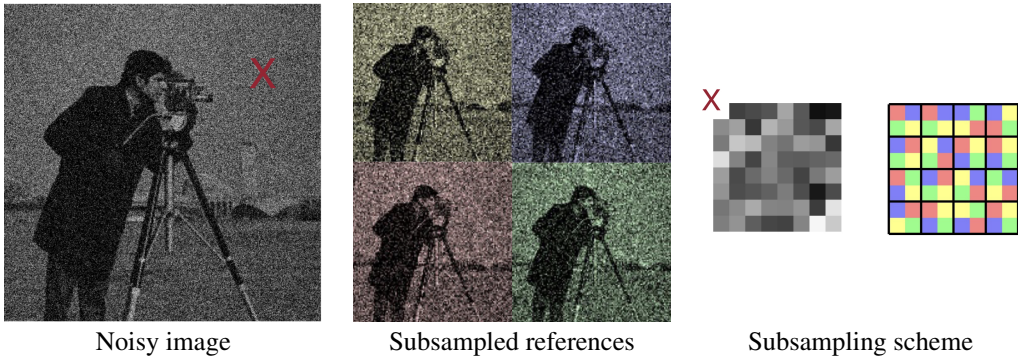 X
X
Noisy image
Subsampled references
Subsampling scheme